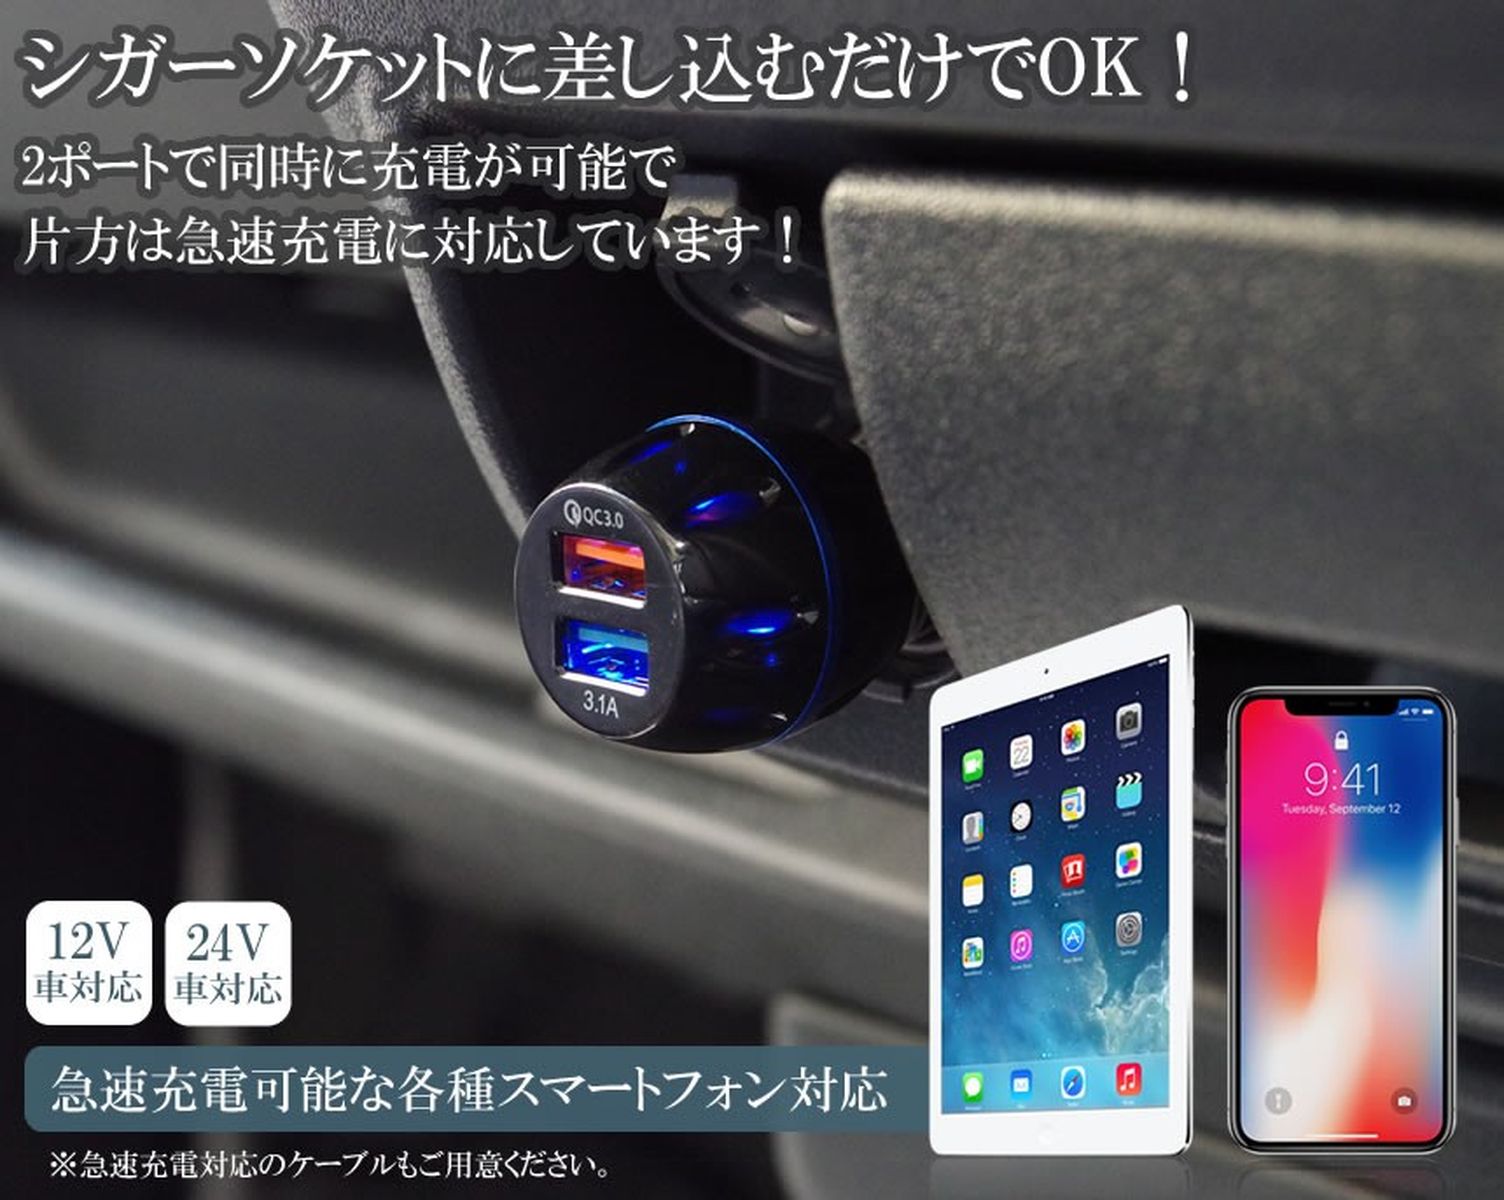 シガーソケットに差し込むだけでOK！
2ポートで同時に充電が可能で
片方は急速充電に対応しています！
QC3.0
3.1A
12V
車対応
24V
車対応
9:41
Tuesday, September 12
急速充電可能な各種スマートフォン対応
※急速充電対応のケーブルもご用意ください。